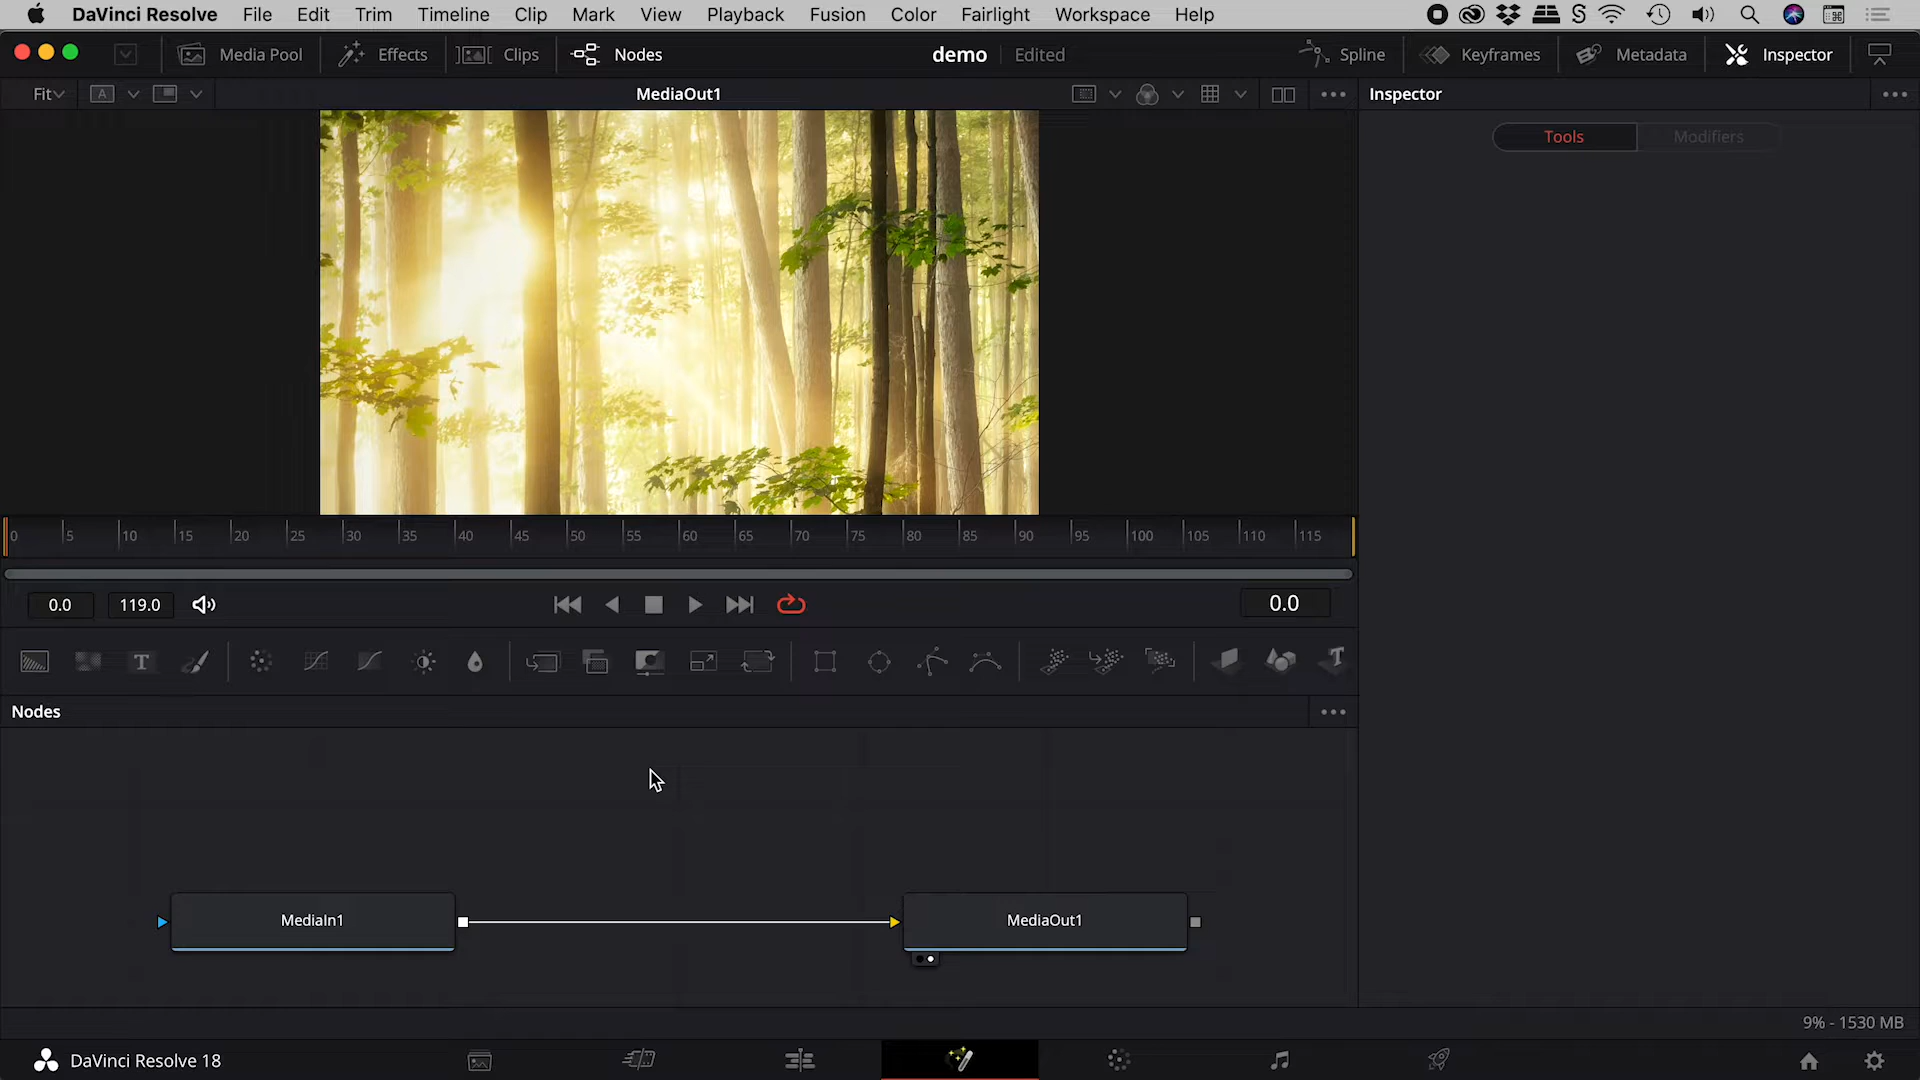 DaVinci Resolve File Edit Trim Timeline Clip Mark View Playback Fusion Color Fairlight Workspace Help
Media Pool Effects Clips Nodes demo Edited Spline Keyframes Metadata Inspector
Fit A MediaOut1 Inspector
Tools Modifiers
0 5 10 15 20 25 30 35 40 45 50 55 60 65 70 75 80 85 90 95 100 105 110 115
0.0 119.0 0.0
T T
Nodes
MediaIn1 MediaOut1
9% - 1530 MB
DaVinci Resolve 18